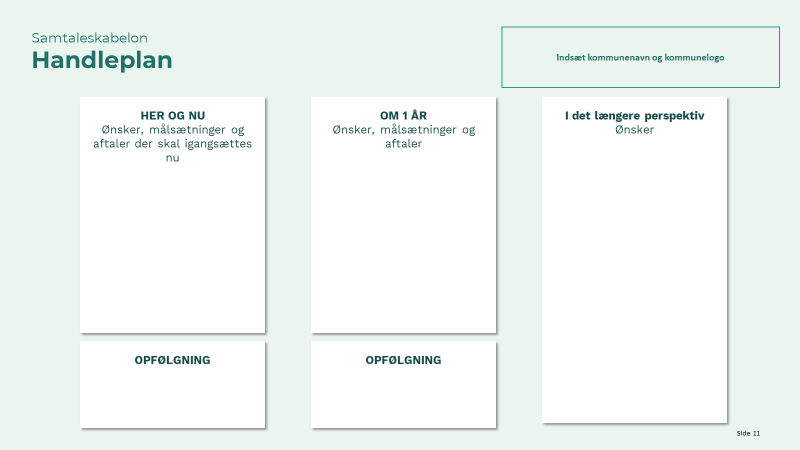 Samtaleskabelon
Handleplan
Indsæt kommunenavn og kommunelogo
HER OG NU
Ønsker, målsætninger og
aftaler der skal igangsættes
nu
OM 1 ÅR
Ønsker, målsætninger og
aftaler
I det længere perspektiv
Ønsker
OPFØLGNING
OPFØLGNING
Side 11